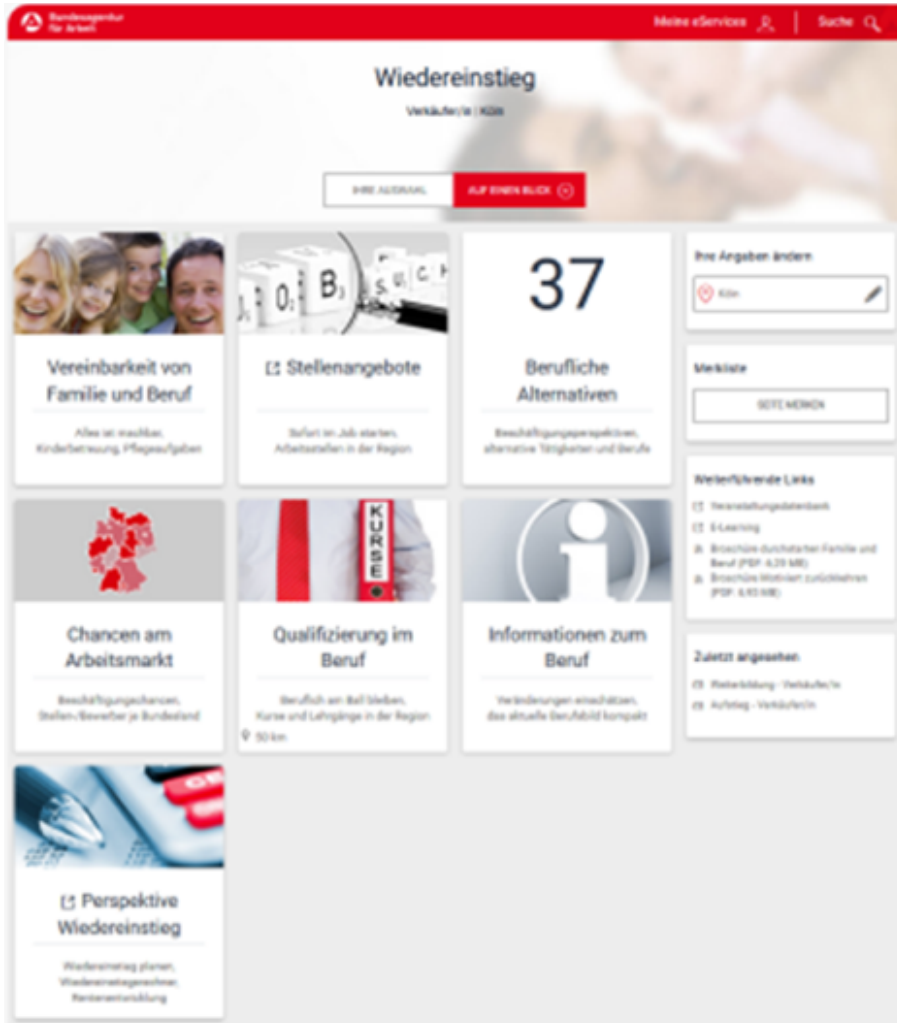 Bundesagentur
für Arbeit
Meine eServices
Suche
Wiedereinstieg
Verkäufer/in | Köln
IHRE AUSWAHL
AUF EINEN BLICK
J O B S U C H
37
Vereinbarkeit von
Familie und Beruf
Alles ist machbar,
Kinderbetreuung, Pflegeaufgaben
Stellenangebote
Sofort im Job starten,
Arbeitsstellen in der Region
Berufliche
Alternativen
Beschäftigungsperspektiven,
alternative Tätigkeiten und Berufe
Ihre Angaben ändern
Köln
Merkliste
SEITE MERKEN
Weiterführende Links
Veranstaltungsdatenbank
E-Learning
Broschüre durchstarten Familie und
Beruf (PDF, MB)
Broschüre Motiviert zurückkehren
(PDF, MB)
KURSE
Chancen am
Arbeitsmarkt
Beschäftigungschancen,
Stellen-/Bewerber je Bundesland
Qualifizierung im
Beruf
Beruflich am Ball bleiben,
Kurse und Lehrgänge in der Region
50 km
Informationen zum
Beruf
Veränderungen einschätzen,
das aktuelle Berufsbild kompakt
Zuletzt angesehen
Weiterbildung - Verkäufer/in
Aufstieg - Verkäufer/in
GE
Perspektive
Wiedereinstieg
Wiedereinstieg planen,
Wiedereinstiegsrechner,
Rentenentwicklung